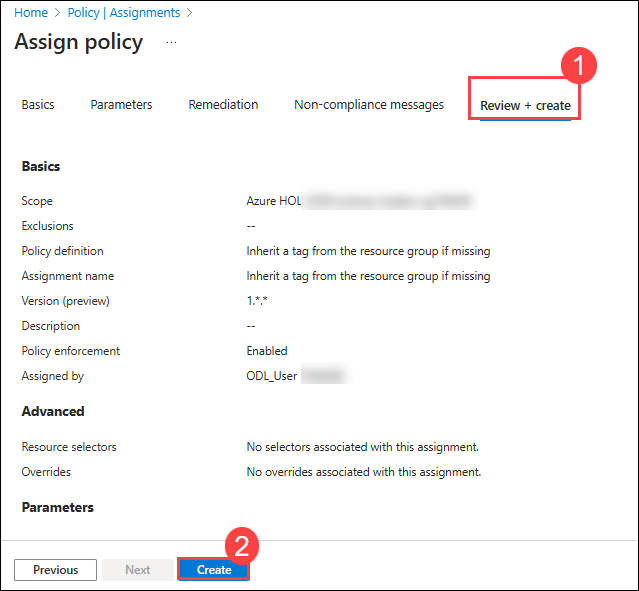 Home > Policy | Assignments >
Assign policy ...
1
Basics Parameters Remediation Non-compliance messages Review + create
Basics
Scope Azure HOL
Exclusions --
Policy definition Inherit a tag from the resource group if missing
Assignment name Inherit a tag from the resource group if missing
Version (preview) 1.*.*
Description --
Policy enforcement Enabled
Assigned by ODL_User
Advanced
Resource selectors No selectors associated with this assignment.
Overrides No overrides associated with this assignment.
Parameters
2
Previous Next Create